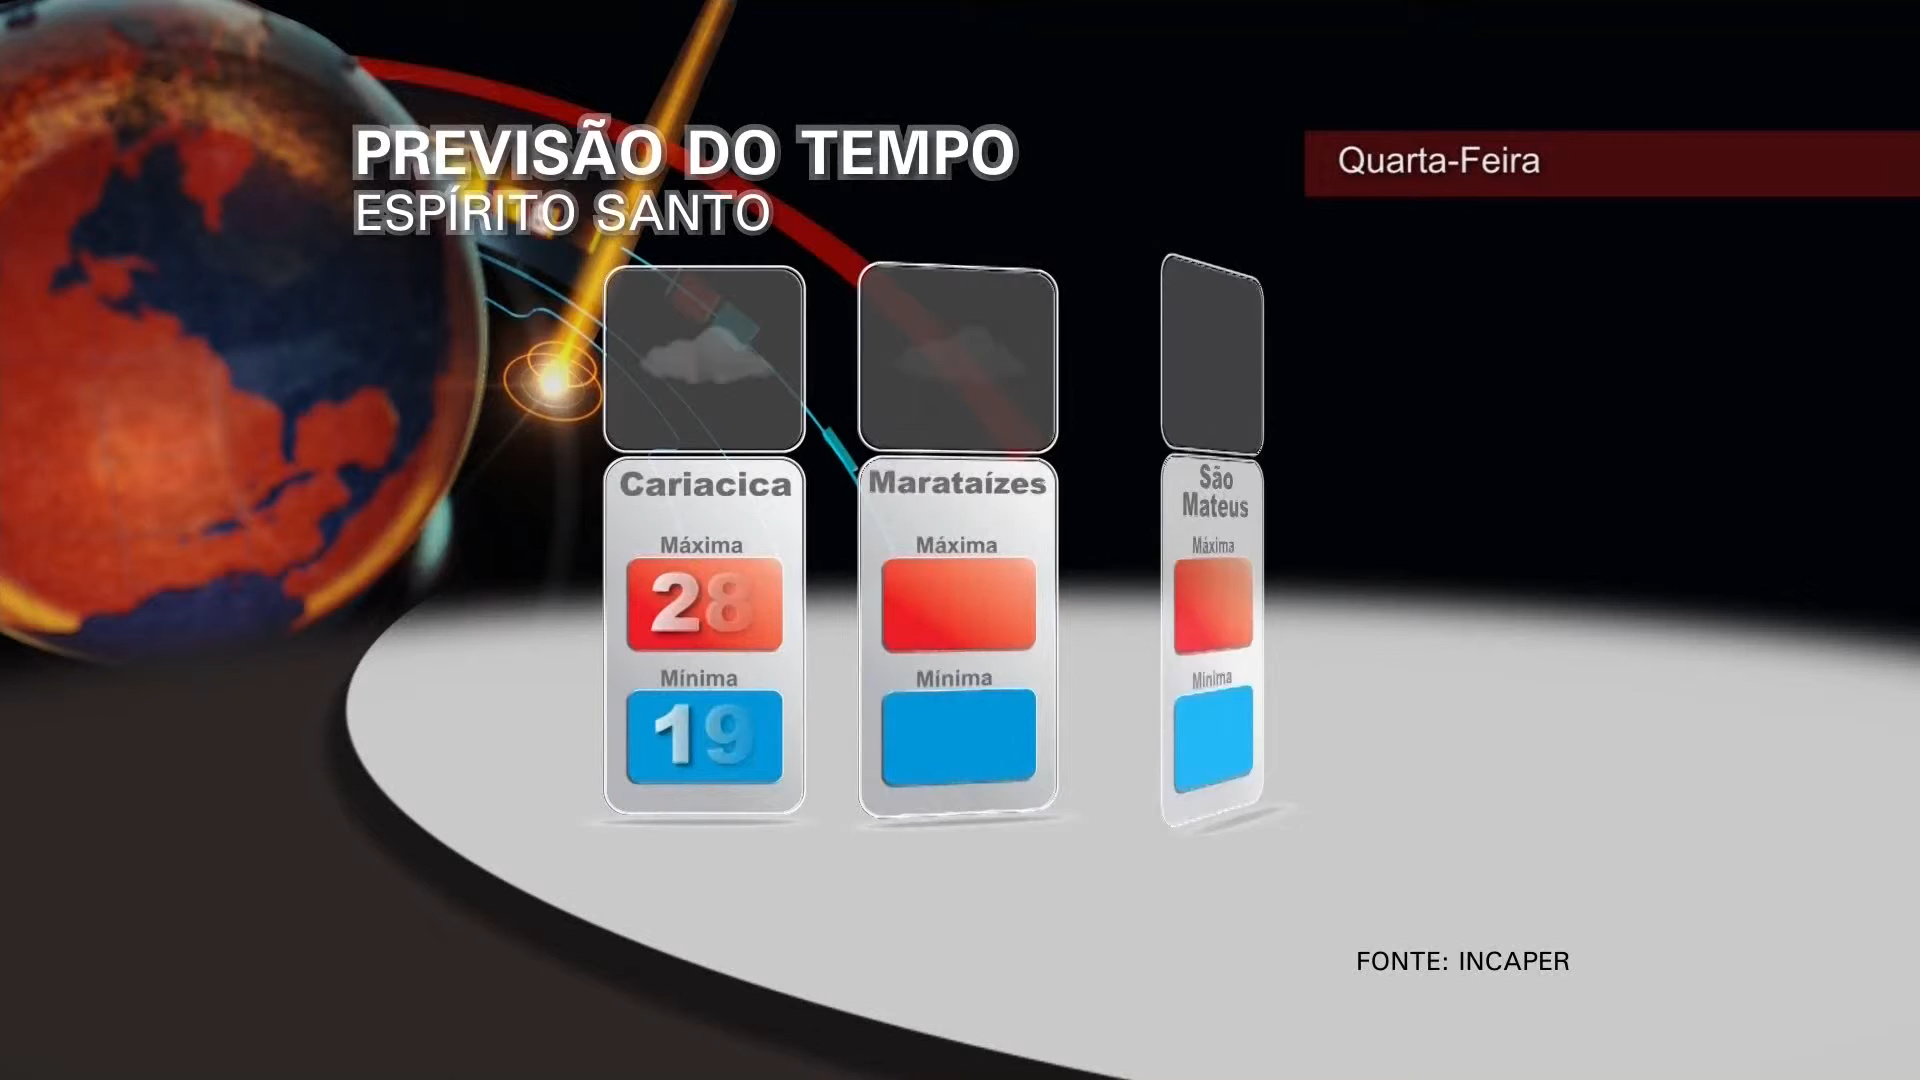 PREVISÃO DO TEMPO
ESPÍRITO SANTO
Quarta-Feira
Cariacica
Máxima
28
Mínima
19
Marataízes
Máxima
Mínima
São
Mateus
Máxima
Mínima
FONTE: INCAPER